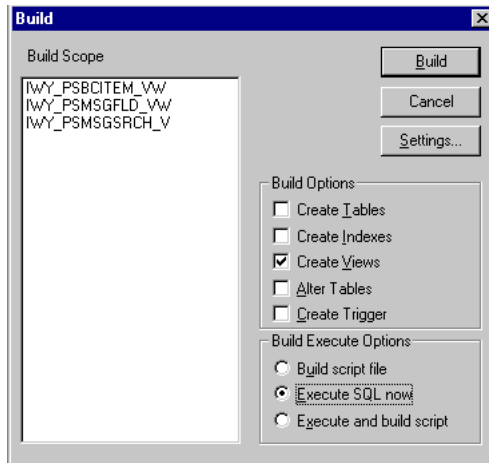 Build
Build Scope
IWY_PSBCITEM_VW
IWY_PSMSGFLD_VW
IWY_PSMSGSRCH_V
Build
Cancel
Settings...
Build Options
Create Tables
Create Indexes
Create Views
Alter Tables
Create Trigger
Build Execute Options
Build script file
Execute SQL now
Execute and build script